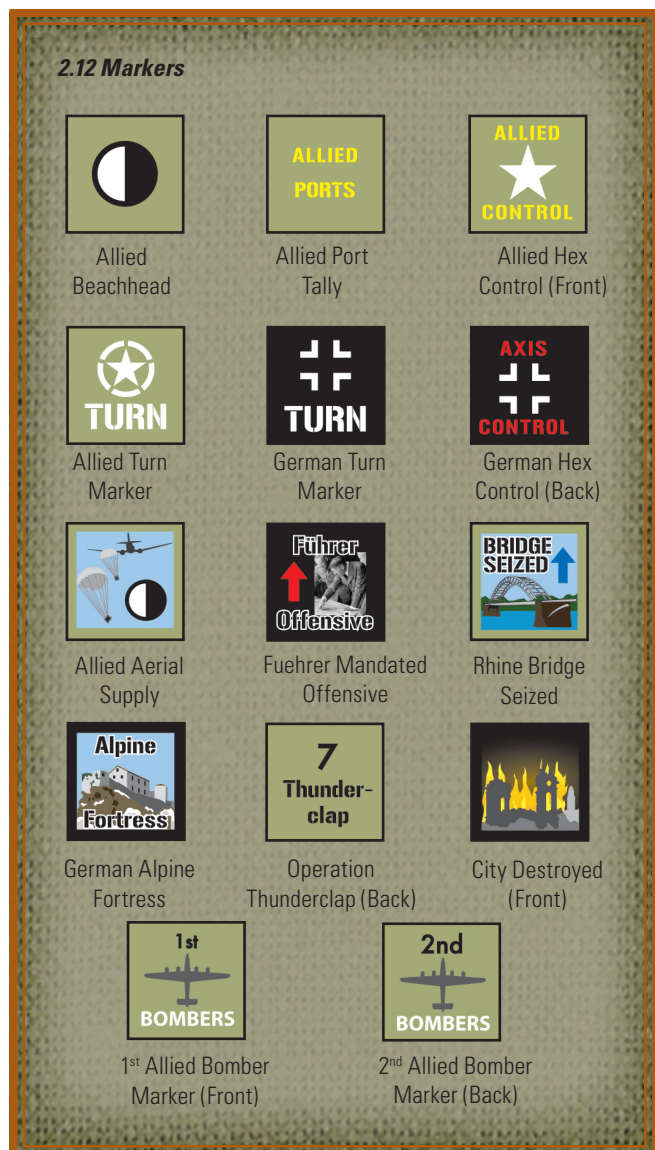 2.12 Markers
ALLIED
PORTS
ALLIED
CONTROL
Allied
Beachhead
Allied Port
Tally
Allied Hex
Control (Front)
TURN
TURN
AXIS
CONTROL
Allied Turn
Marker
German Turn
Marker
German Hex
Control (Back)
Führer
Offensive
BRIDGE
SEIZED
Allied Aerial
Supply
Fuehrer Mandated
Offensive
Rhine Bridge
Seized
Alpine
Fortress
7
Thunder-
clap
German Alpine
Fortress
Operation
Thunderclap (Back)
City Destroyed
(Front)
1st
BOMBERS
2nd
BOMBERS
1st Allied Bomber
Marker (Front)
2nd Allied Bomber
Marker (Back)